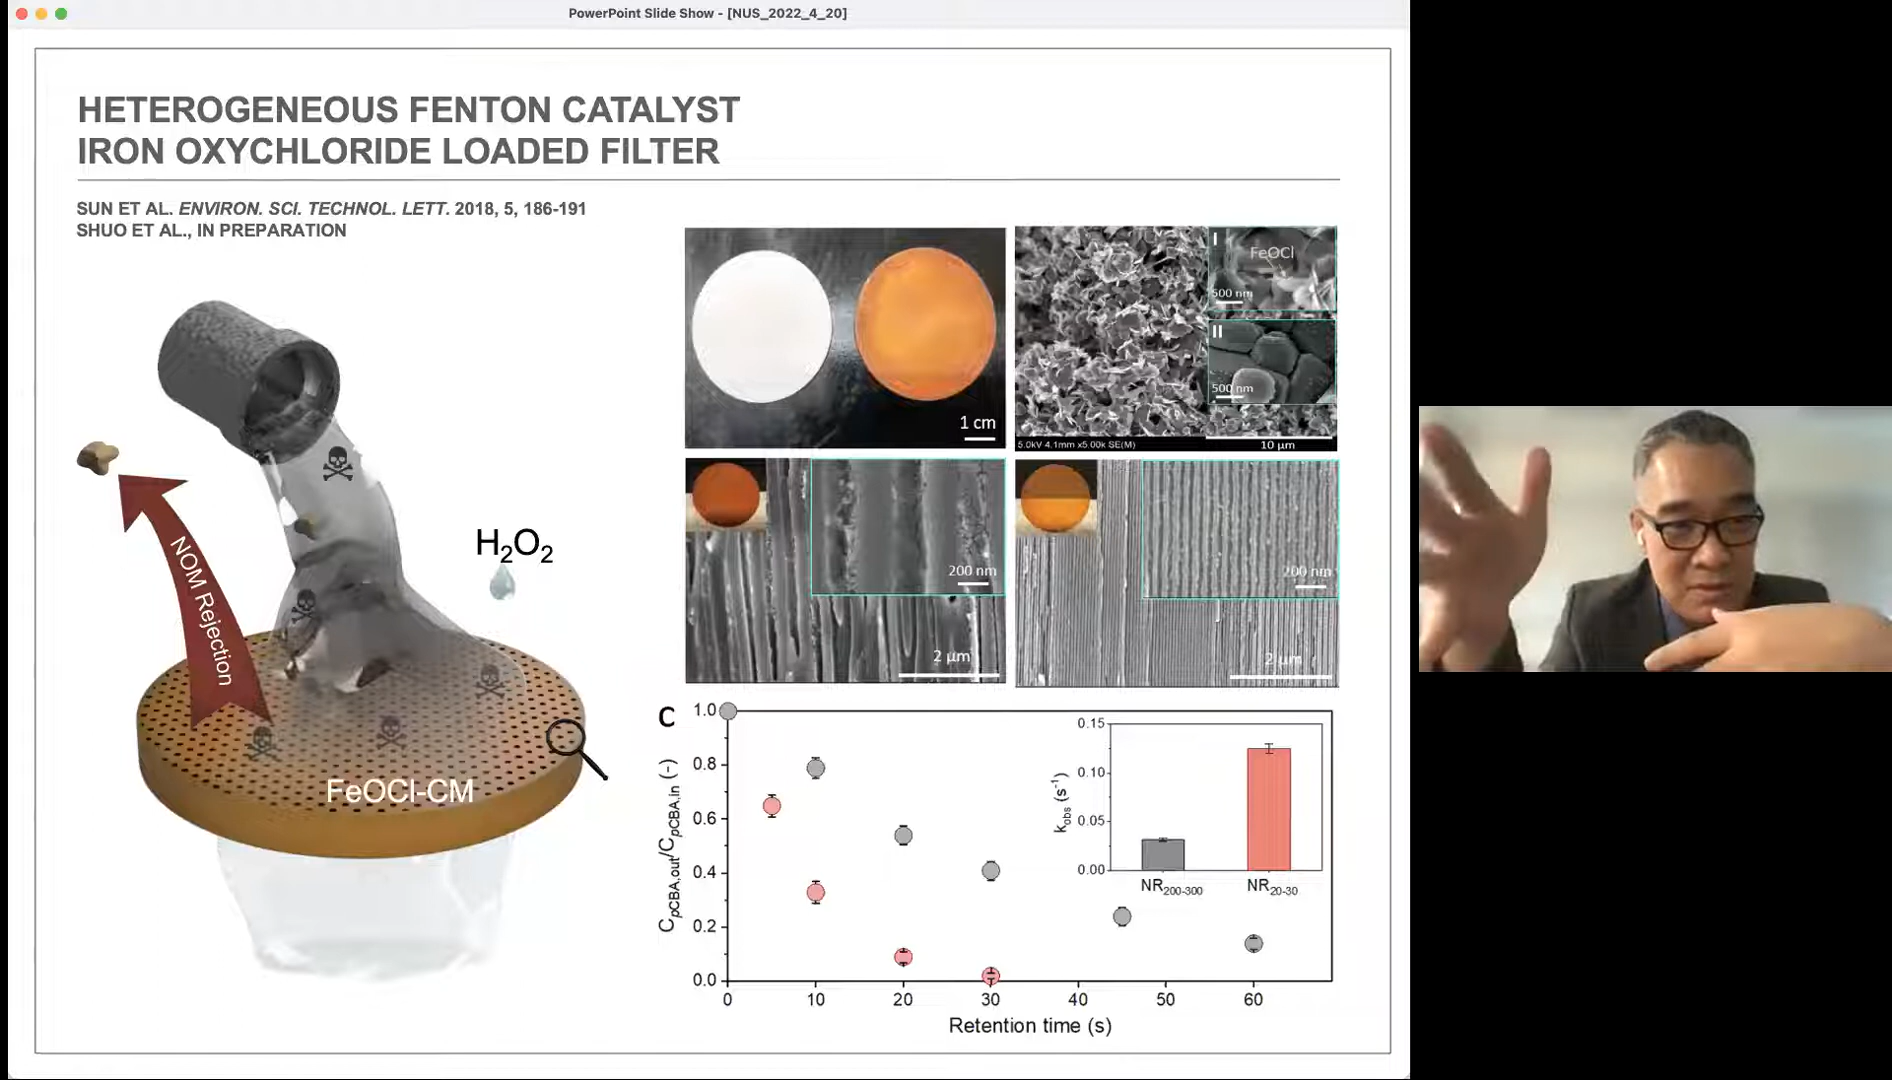 PowerPoint Slide Show - [NUS_2022_4_20]
HETEROGENEOUS FENTON CATALYST
IRON OXYCHLORIDE LOADED FILTER
SUN ET AL. ENVIRON. SCI. TECHNOL. LETT. 2018, 5, 186-191
SHUO ET AL., IN PREPARATION
H2O2
NOM Rejection
FeOCl-CM
1 cm
I
FeOCl
500 nm
II
500 nm
5.0kV 4.1mm x5.00k SE(M)
10 µm
200 nm
2 µm
200 nm
2 µm
C
CpCBA,out/CpCBA,in (-)
1.0
0.8
0.6
0.4
0.2
0.0
0 10 20 30 40 50 60
Retention time (s)
kobs (s-1)
0.15
0.10
0.05
0.00
NR200-300 NR20-30